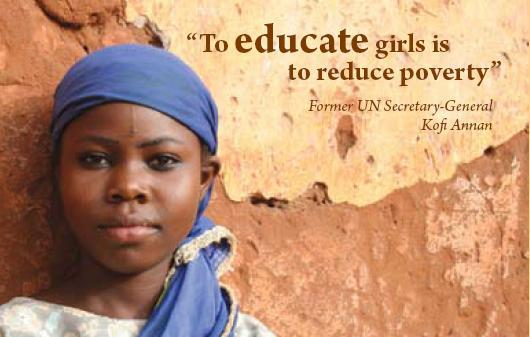 “To educate girls is
to reduce poverty”
Former UN Secretary-General
Kofi Annan